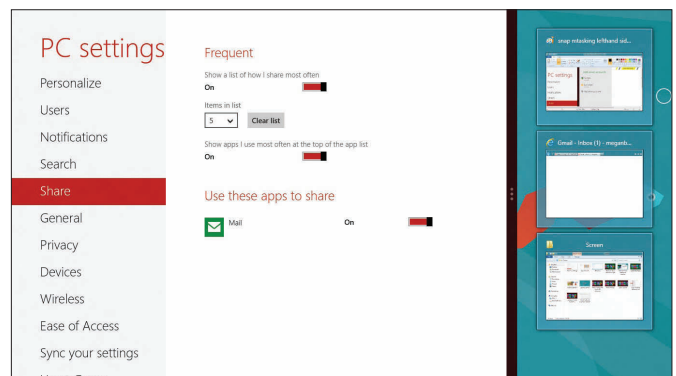 PC settings
Personalize
Users
Notifications
Search
Share
General
Privacy
Devices
Wireless
Ease of Access
Sync your settings
Frequent
Show a list of how I share most often
On
Items in list
5
Clear list
Show apps I use most often at the top of the app list
On
Use these apps to share
Mail
On
snap mtasking lefthand sid...
PC settings
Gmail - Inbox (1) - meganb...
Screen